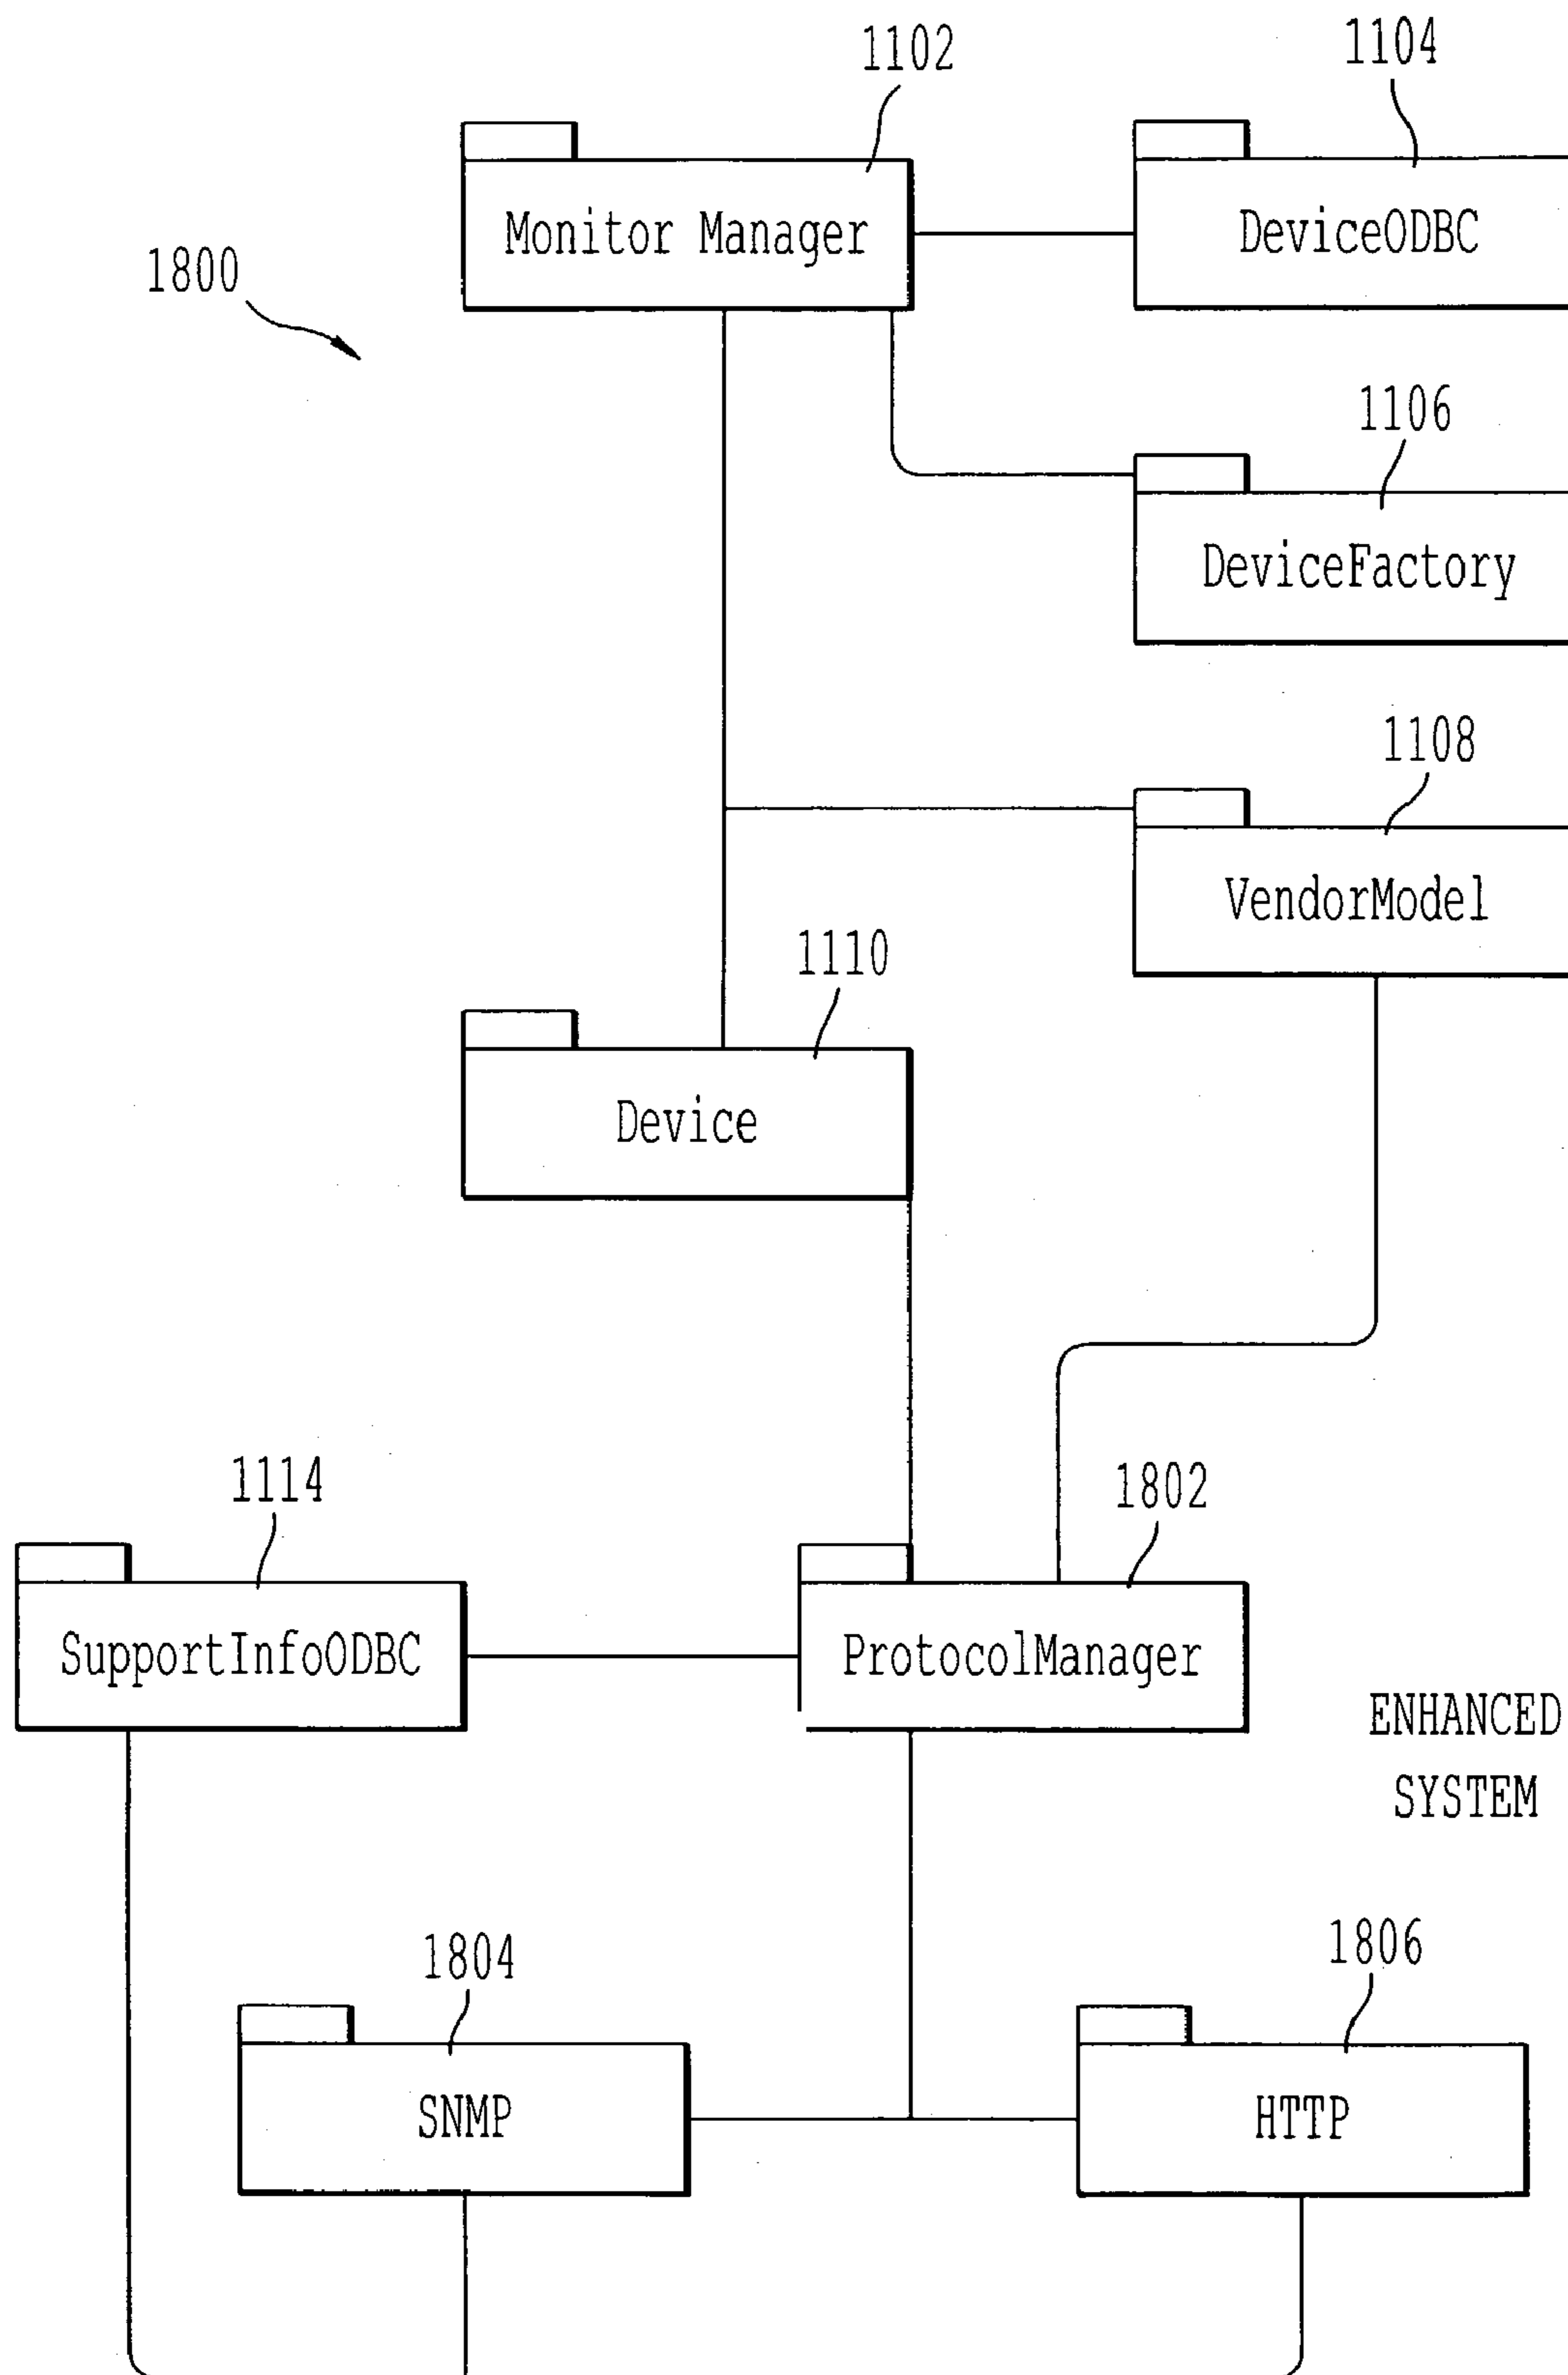 1102
1104
Monitor Manager
DeviceODBC
1800
1106
DeviceFactory
1108
VendorModel
1110
Device
1114
1802
SupportInfoODBC
ProtocolManager
ENHANCED
SYSTEM
1804
1806
SNMP
HTTP